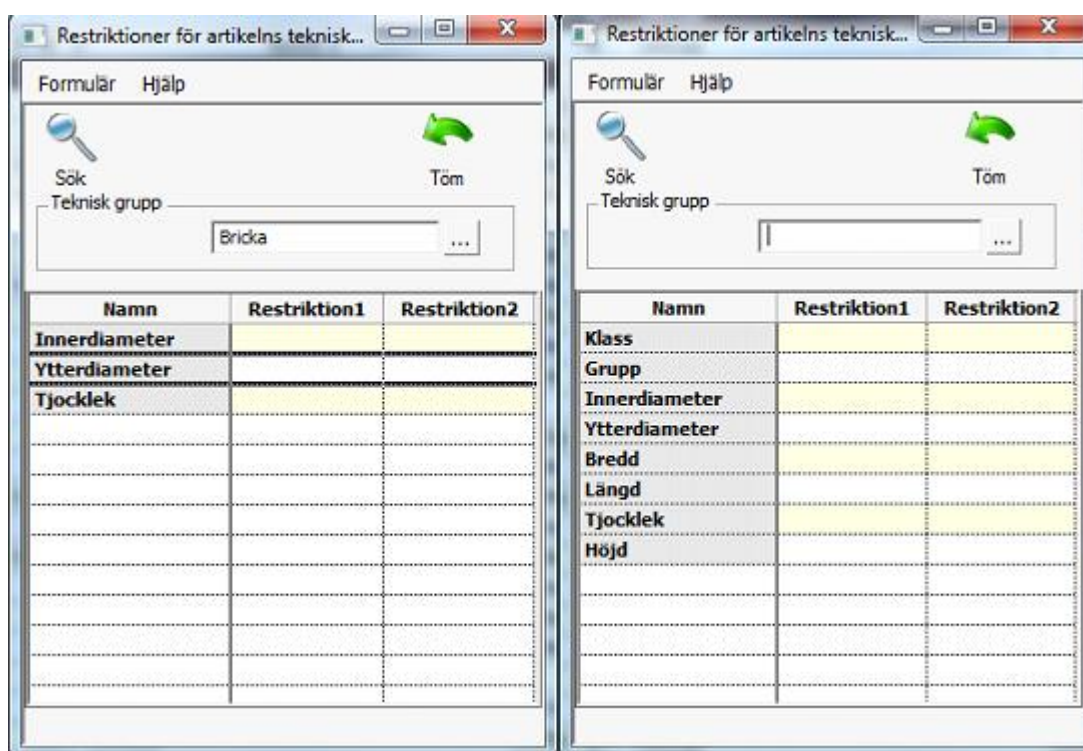 Restriktioner för artikelns teknisk...
Formulär Hjälp
Sök Töm
Teknisk grupp
Bricka ...
Namn Restriktion1 Restriktion2
Innerdiameter
Ytterdiameter
Tjocklek
Restriktioner för artikelns teknisk...
Formulär Hjälp
Sök Töm
Teknisk grupp
...
Namn Restriktion1 Restriktion2
Klass
Grupp
Innerdiameter
Ytterdiameter
Bredd
Längd
Tjocklek
Höjd